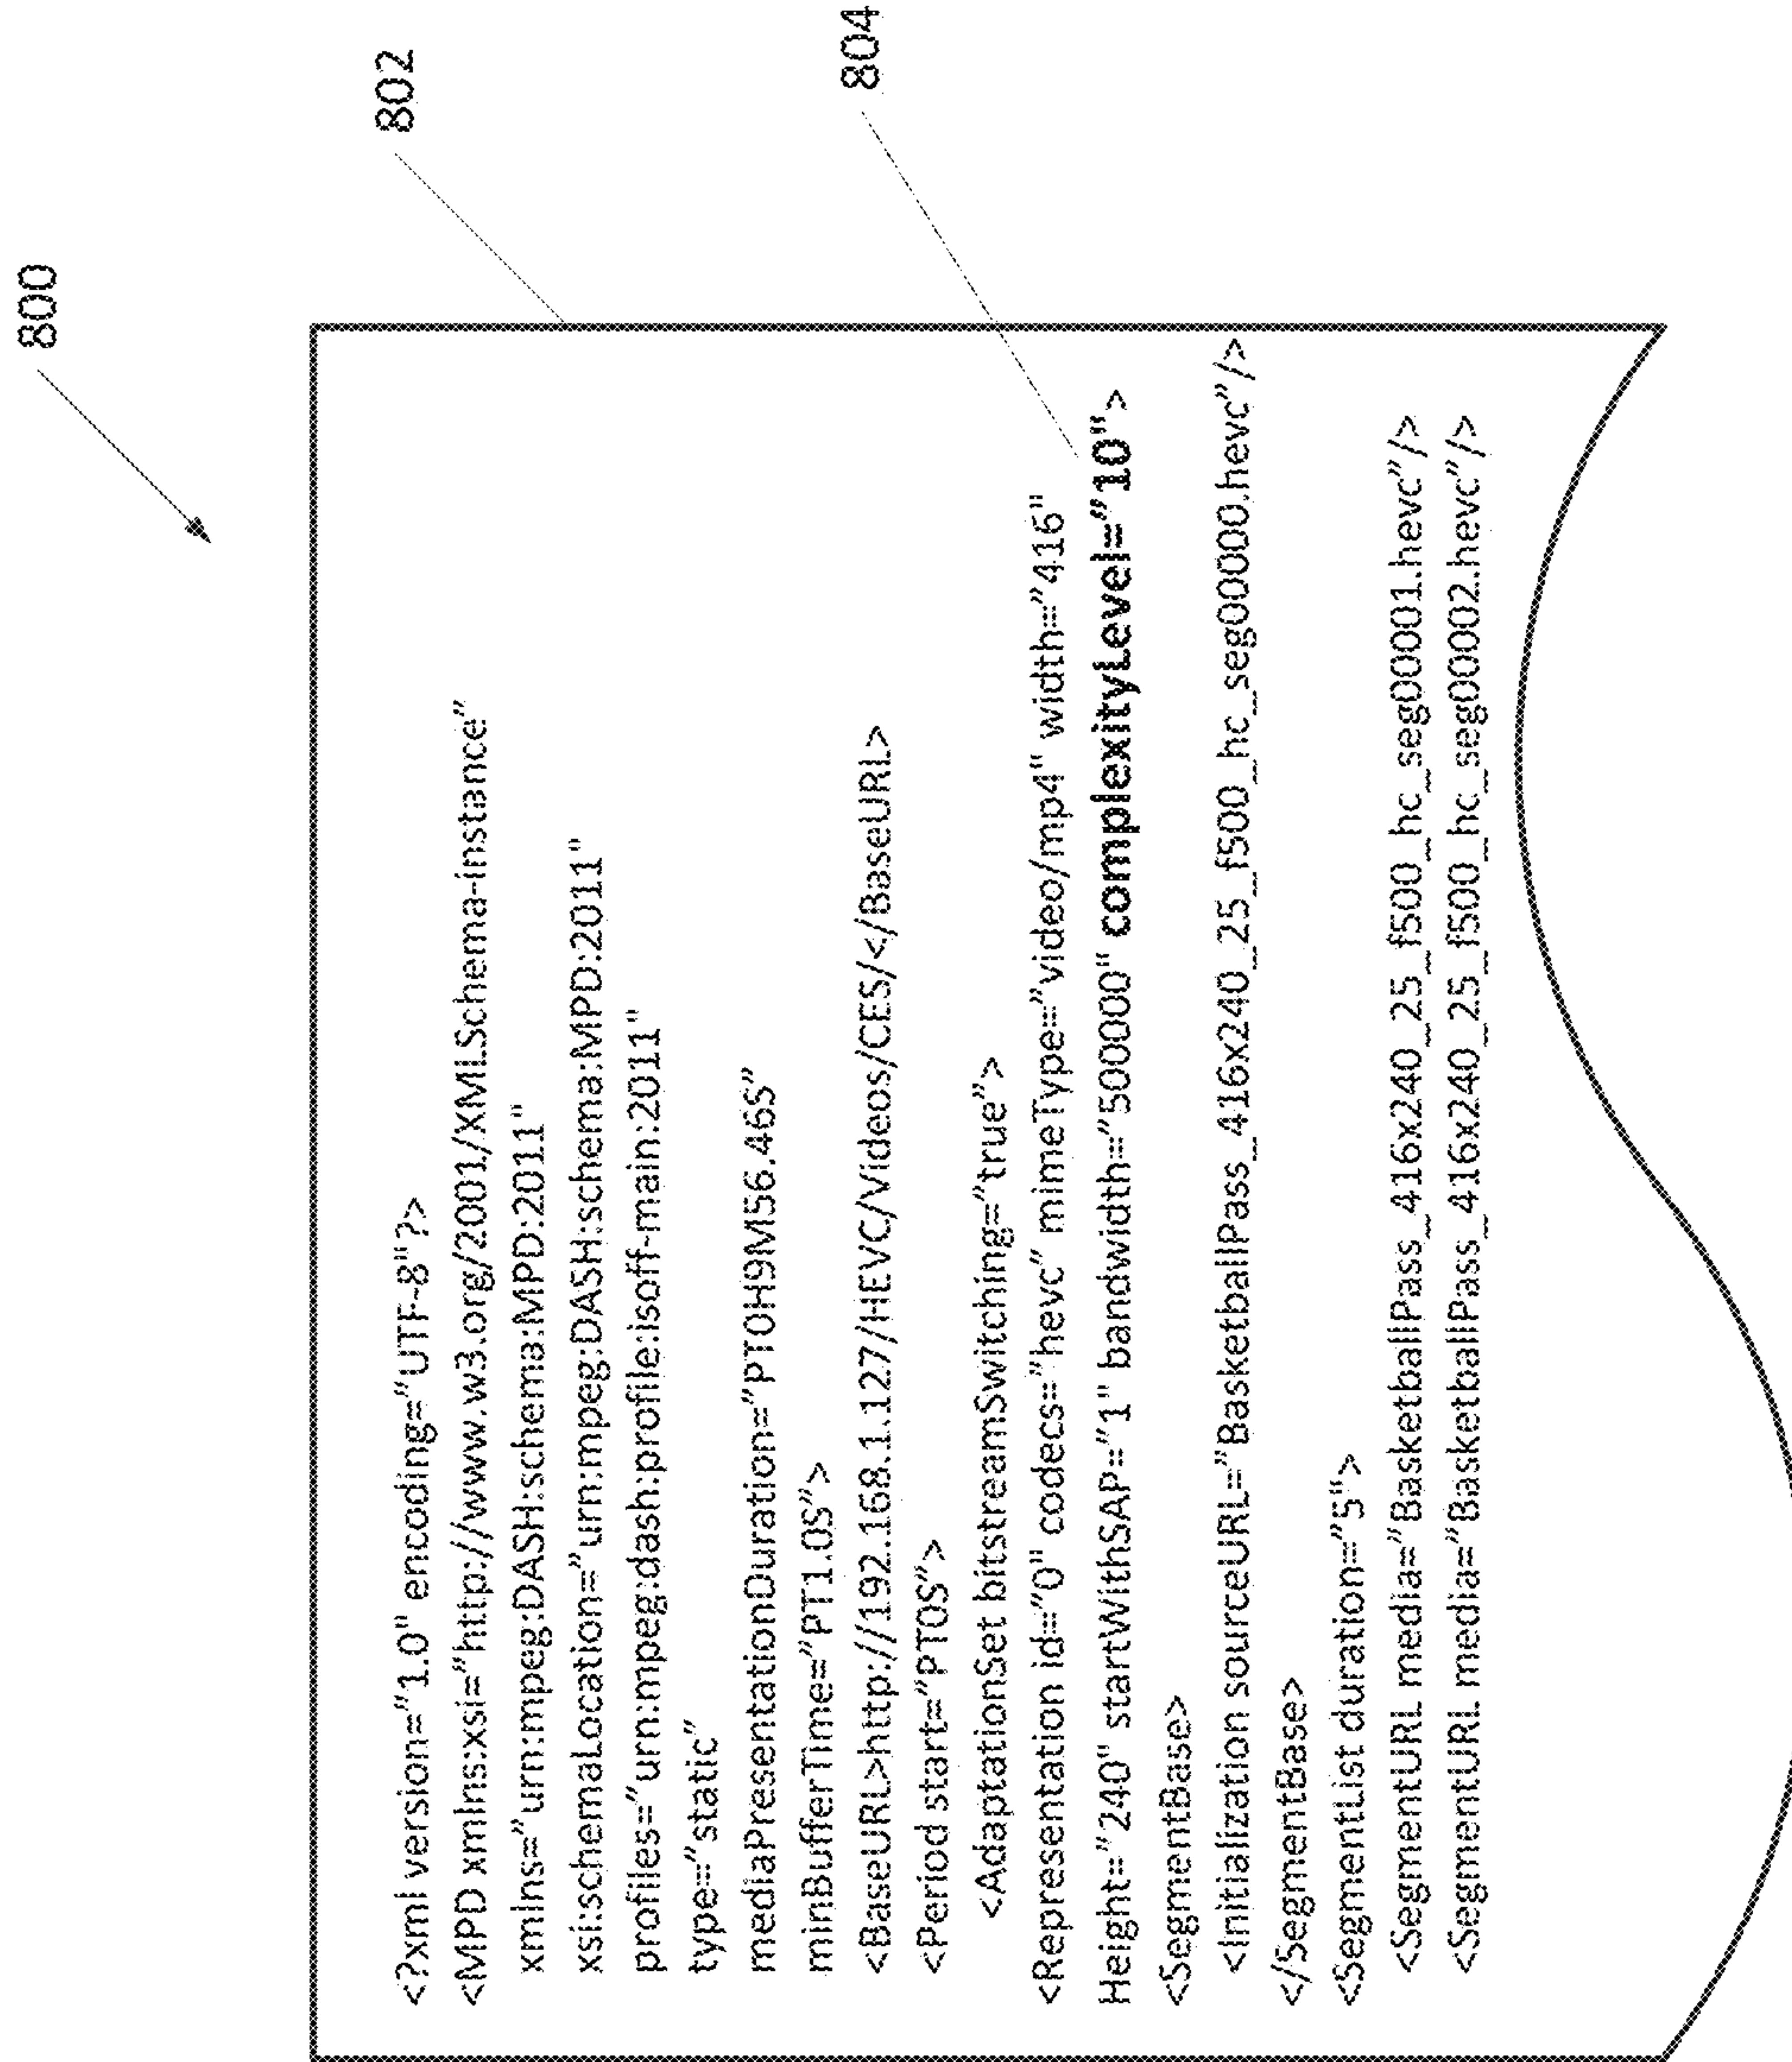 800
802
<?xml version="1.0" encoding="UTF-8"?>
<MPD xmlns:xsi="http://www.w3.org/2001/XMLSchema-instance"
xmlns="urn:mpeg:DASH:schema:MPD:2011"
xsi:schemaLocation="urn:mpeg:DASH:schema:MPD:2011"
profiles="urn:mpeg:dash:profile:isoff-main:2011"
type="static"
mediaPresentationDuration="PT0H9M56.46S"
minBufferTime="PT1.0S">
<BaseURL>http://192.168.1.127/HEVC/Videos/CES/</BaseURL>
<Period start="PT0S">
<AdaptationSet bitstreamSwitching="true">
<Representation id="0" codecs="hevc" mimeType="video/mp4" width="416"
Height="240" startWithSAP="1" bandwidth="500000" complexityLevel="10">
804
<SegmentBase>
<Initialization sourceURL="BasketballPass_416x240_25_f500_hc_seg00000.hevc"/>
</SegmentBase>
<SegmentList duration="5">
<SegmentURL media="BasketballPass_416x240_25_f500_hc_seg00001.hevc"/>
<SegmentURL media="BasketballPass_416x240_25_f500_hc_seg00002.hevc"/>